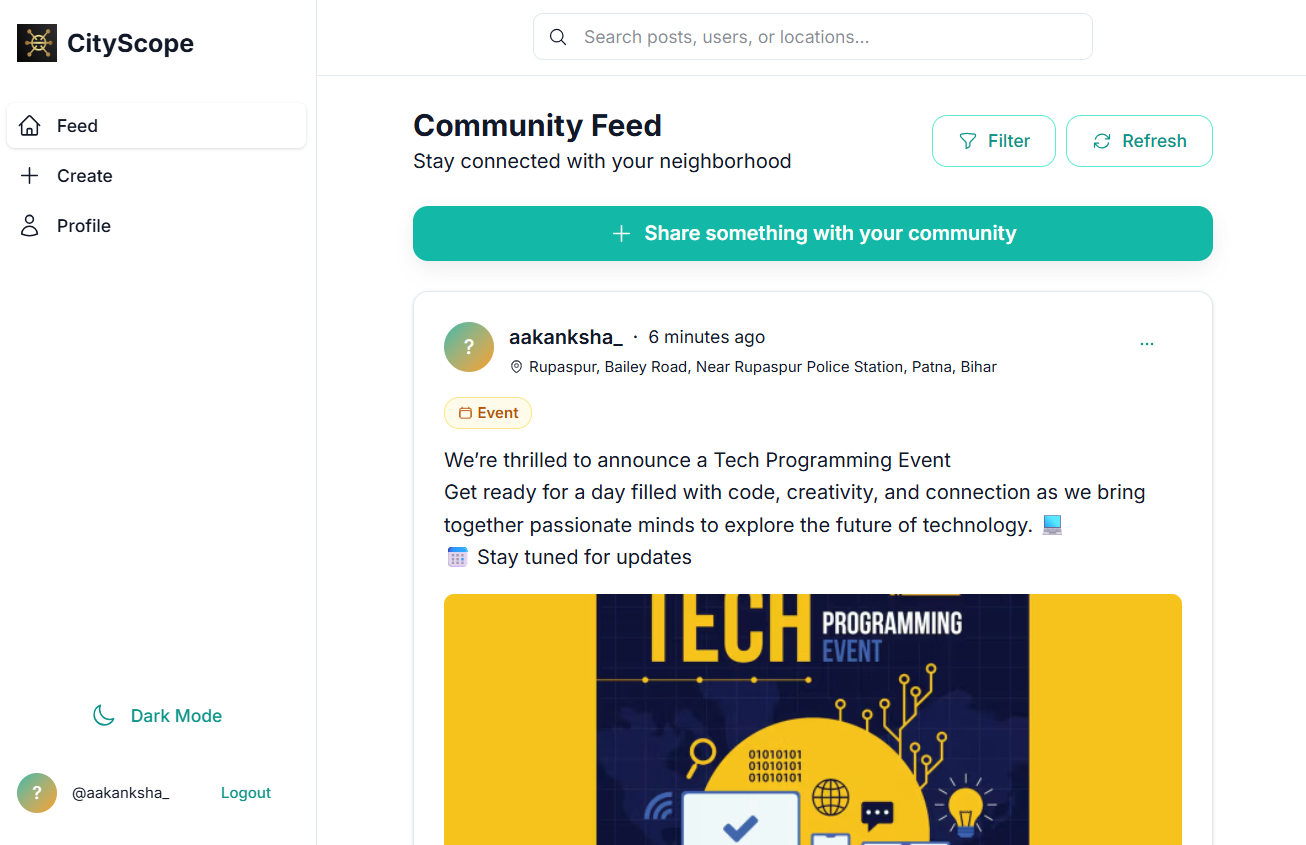 CityScope
Search posts, users, or locations...
Feed
Create
Profile
Community Feed
Stay connected with your neighborhood
Filter
Refresh
Share something with your community
?
aakanksha_ · 6 minutes ago
...
Rupaspur, Bailey Road, Near Rupaspur Police Station, Patna, Bihar
Event
We’re thrilled to announce a Tech Programming Event
Get ready for a day filled with code, creativity, and connection as we bring
together passionate minds to explore the future of technology. 💻
📅 Stay tuned for updates
TECH
PROGRAMMING
EVENT
01010101
01010101
01010101
Dark Mode
?
@aakanksha_
Logout